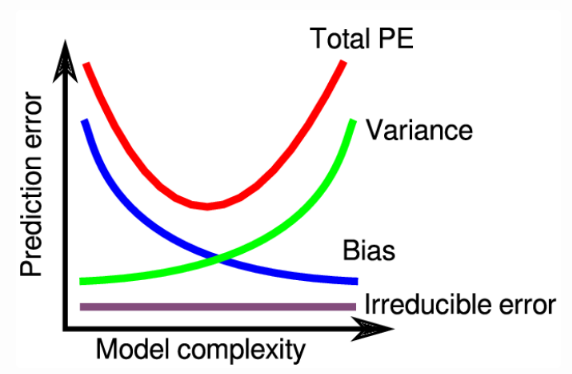 Total PE
Variance
Prediction error
Bias
Irreducible error
Model complexity